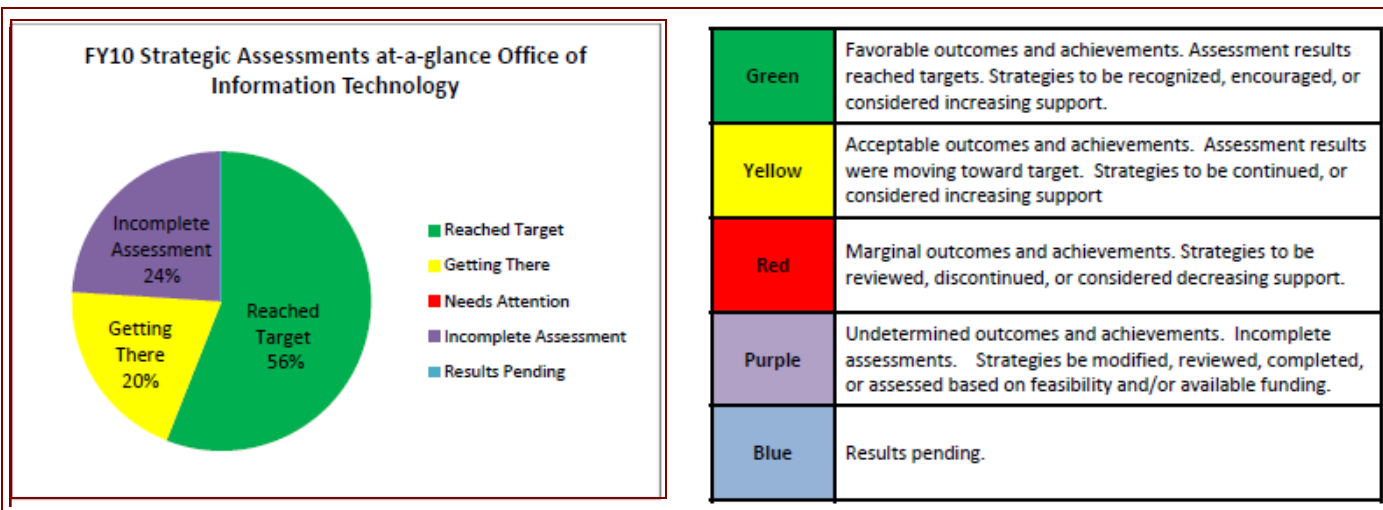 FY10 Strategic Assessments at-a-glance Office of
Information Technology
Incomplete
Assessment
24%
Getting
There
20%
Reached
Target
56%
Reached Target
Getting There
Needs Attention
Incomplete Assessment
Results Pending
Green
Favorable outcomes and achievements. Assessment results
reached targets. Strategies to be recognized, encouraged, or
considered increasing support.
Yellow
Acceptable outcomes and achievements.  Assessment results
were moving toward target.  Strategies to be continued, or
considered increasing support
Red
Marginal outcomes and achievements. Strategies to be
reviewed, discontinued, or considered decreasing support.
Purple
Undetermined outcomes and achievements.  Incomplete
assessments.   Strategies be modified, reviewed, completed,
or assessed based on feasibility and/or available funding.
Blue
Results pending.